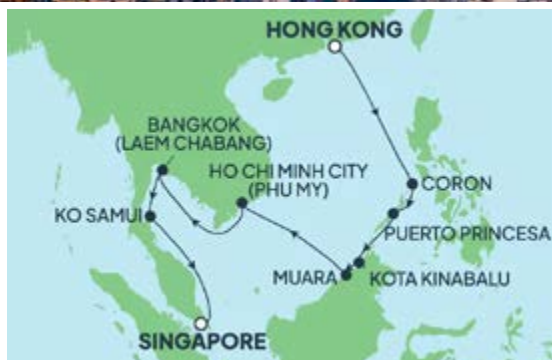 HONG KONG
BANGKOK
(LAEM CHABANG)
HO CHI MINH CITY
(PHU MY)
CORON
KO SAMUI
PUERTO PRINCESA
MUARA
KOTA KINABALU
SINGAPORE